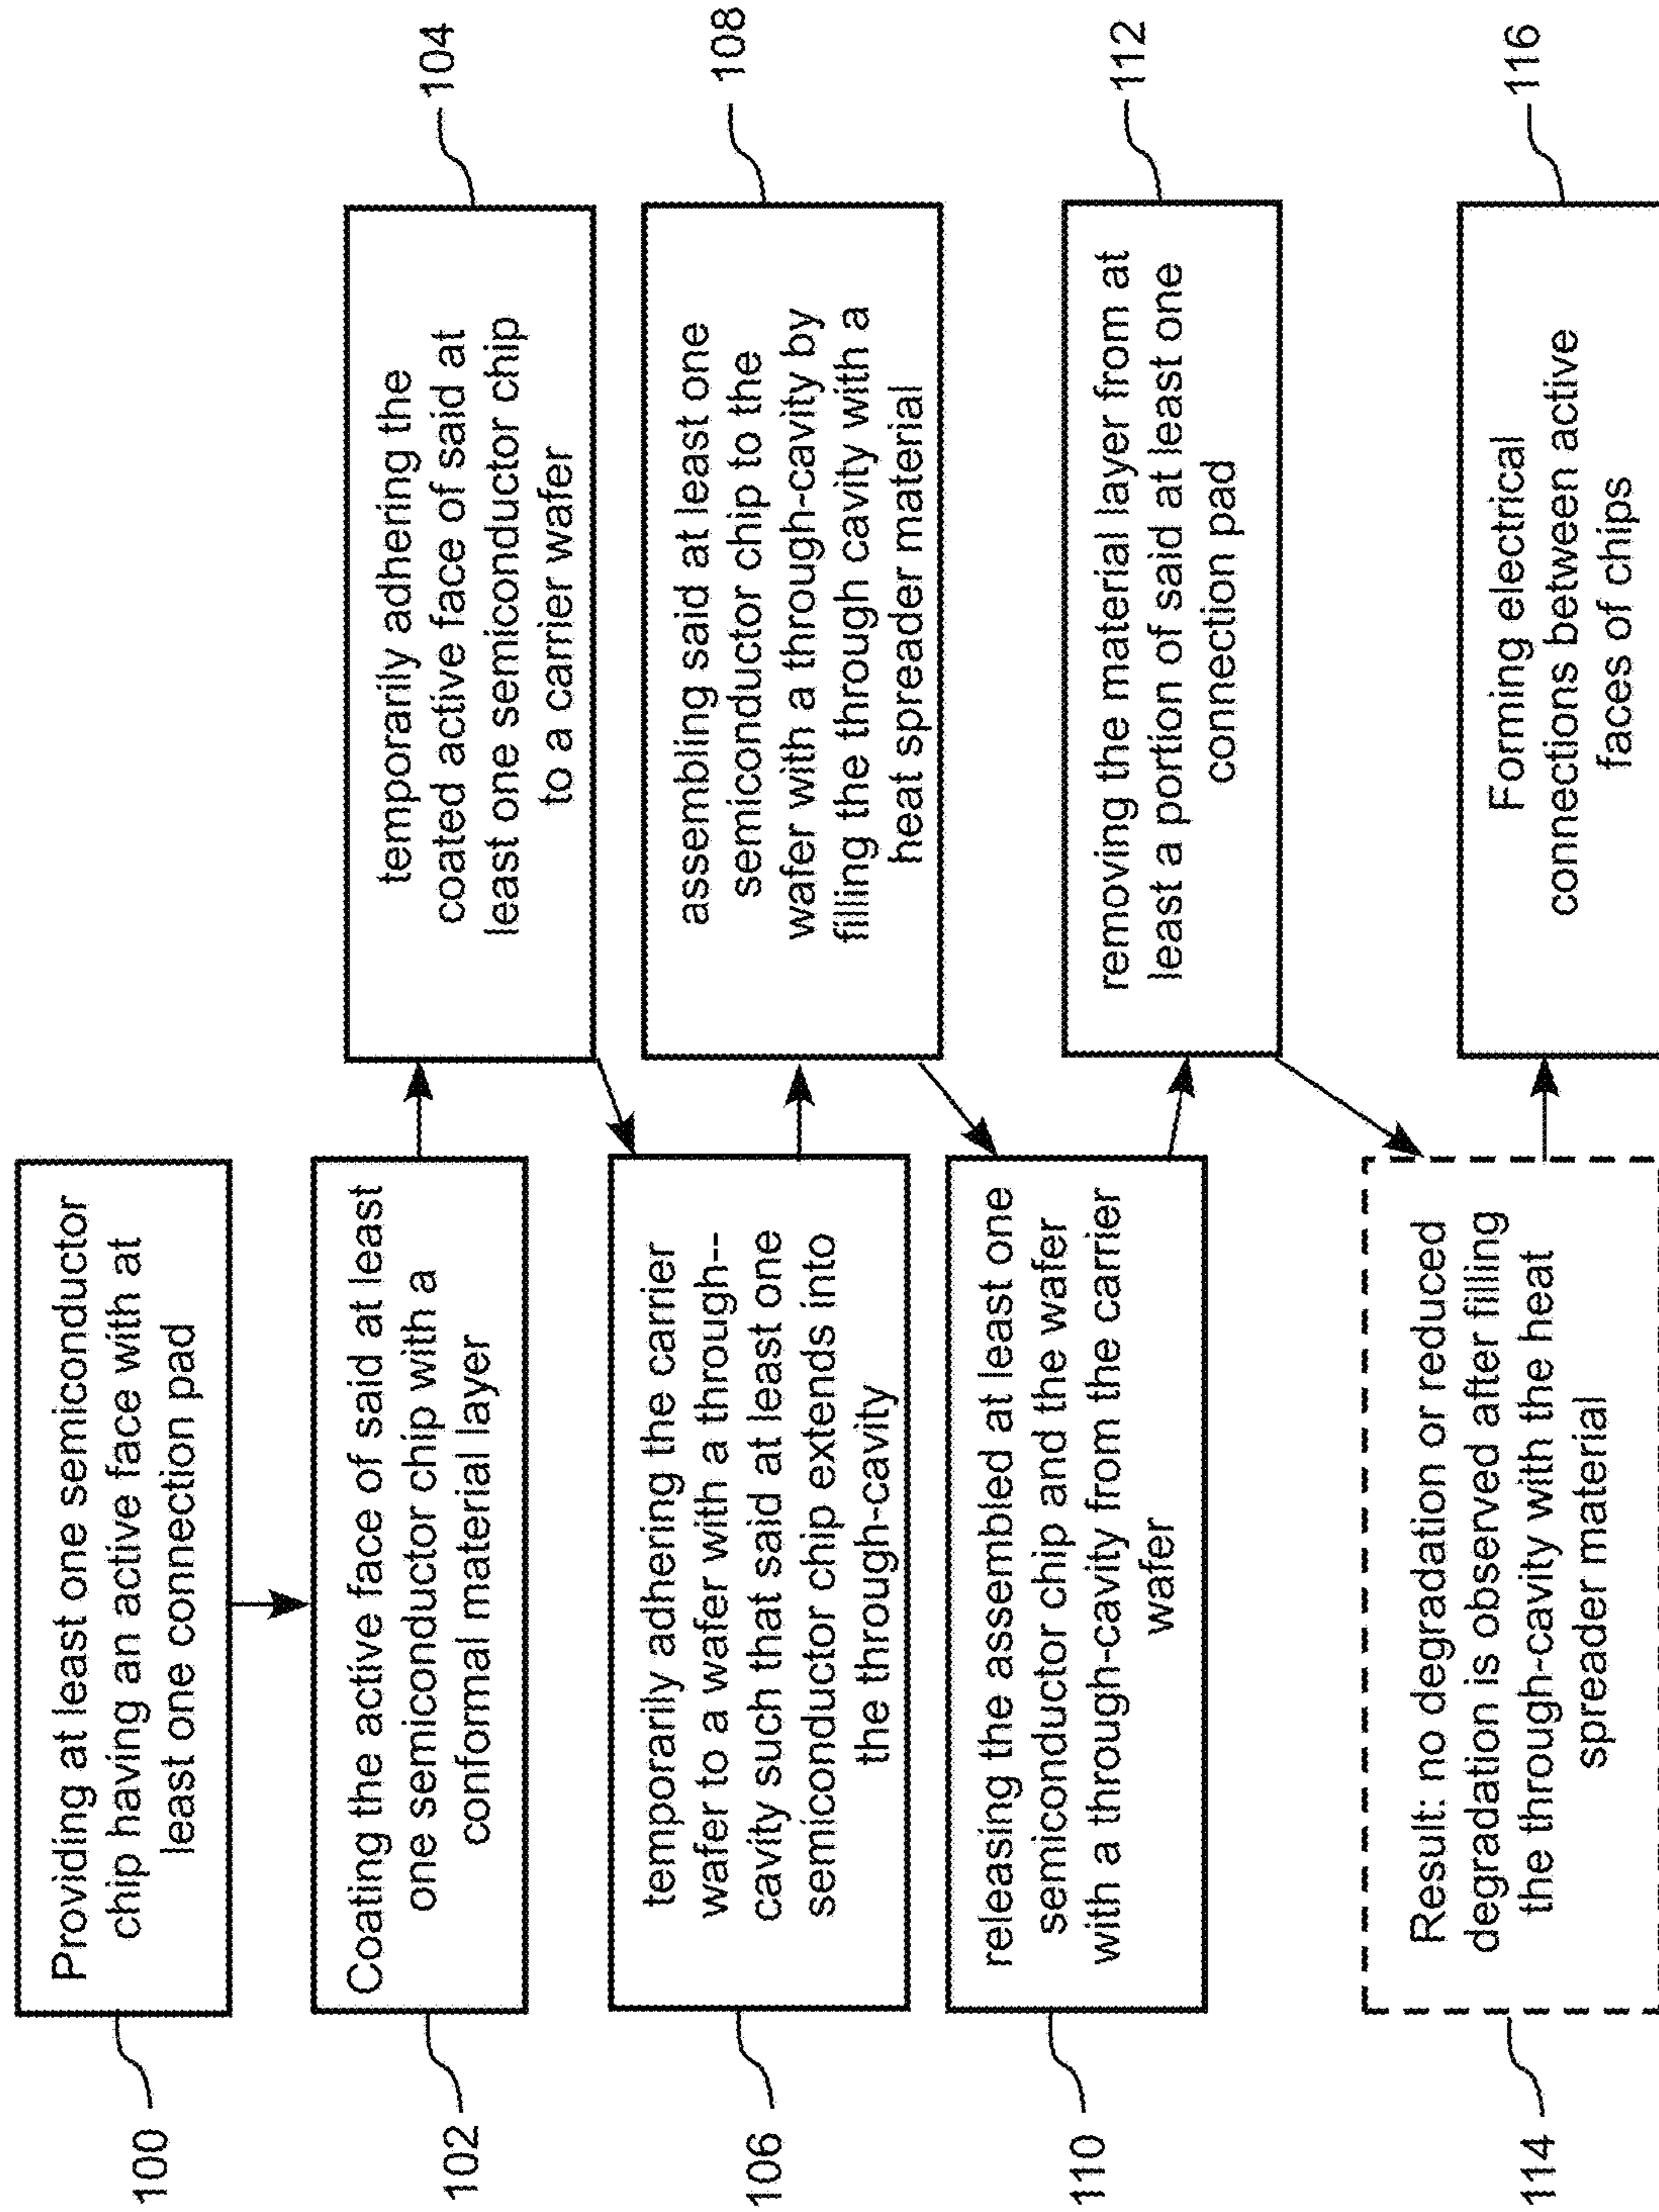 100
Providing at least one semiconductor
chip having an active face with at
least one connection pad
102
Coating the active face of said at least
one semiconductor chip with a
conformal material layer
104
temporarily adhering the
coated active face of said at
least one semiconductor chip
to a carrier wafer
106
temporarily adhering the carrier
wafer to a wafer with a through--
cavity such that said at least one
semiconductor chip extends into
the through-cavity
108
assembling said at least one
semiconductor chip to the
wafer with a through-cavity by
filling the through cavity with a
heat spreader material
110
releasing the assembled at least one
semiconductor chip and the wafer
with a through-cavity from the carrier
wafer
112
removing the material layer from at
least a portion of said at least one
connection pad
114
Result: no degradation or reduced
degradation is observed after filling
the through-cavity with the heat
spreader material
116
Forming electrical
connections between active
faces of chips